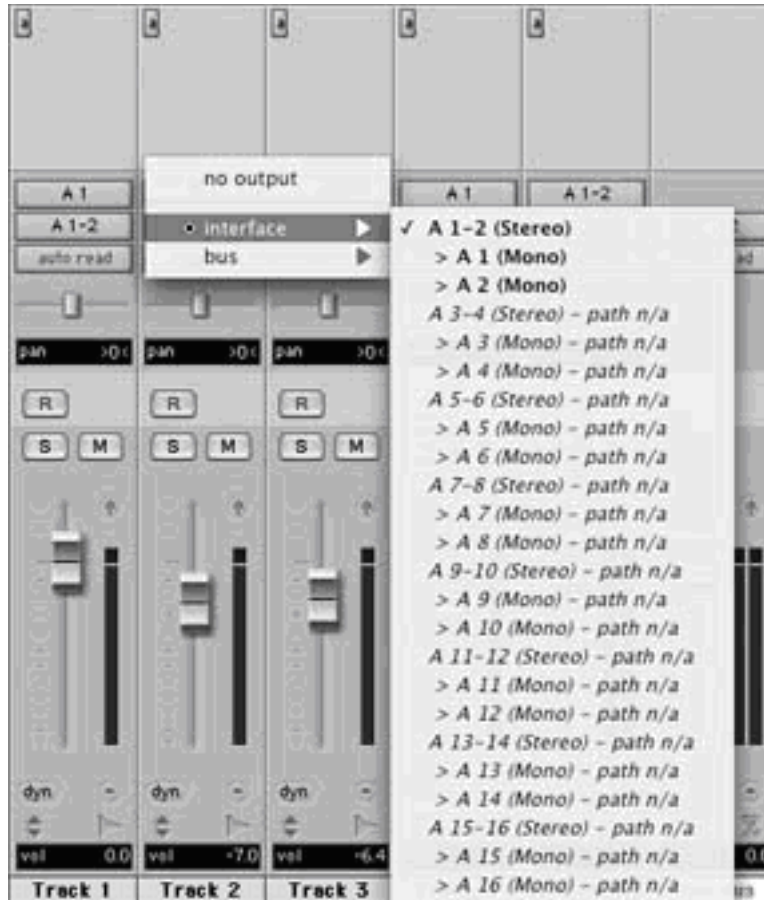 a a a a a
no output
interface
bus
A 1
A 1-2
auto read
A 1 A 1-2
✓ A 1-2 (Stereo)
> A 1 (Mono)
> A 2 (Mono)
A 3-4 (Stereo) - path n/a
> A 3 (Mono) - path n/a
> A 4 (Mono) - path n/a
A 5-6 (Stereo) - path n/a
> A 5 (Mono) - path n/a
> A 6 (Mono) - path n/a
A 7-8 (Stereo) - path n/a
> A 7 (Mono) - path n/a
> A 8 (Mono) - path n/a
A 9-10 (Stereo) - path n/a
> A 9 (Mono) - path n/a
> A 10 (Mono) - path n/a
A 11-12 (Stereo) - path n/a
> A 11 (Mono) - path n/a
> A 12 (Mono) - path n/a
A 13-14 (Stereo) - path n/a
> A 13 (Mono) - path n/a
> A 14 (Mono) - path n/a
A 15-16 (Stereo) - path n/a
> A 15 (Mono) - path n/a
> A 16 (Mono) - path n/a
pan >0< pan >0< pan >0<
R R R
S M S M S M
dyn dyn dyn
vol 0.0 vol -7.0 vol -6.4
Track 1 Track 2 Track 3